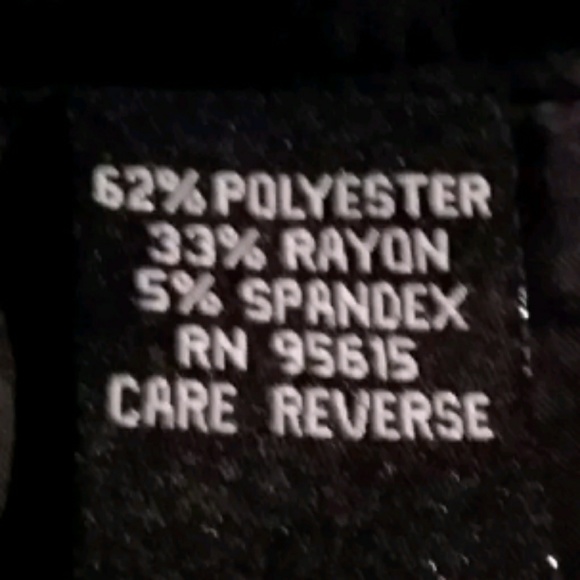 62% POLYESTER
33% RAYON
5% SPANDEX
RN 95615
CARE REVERSE